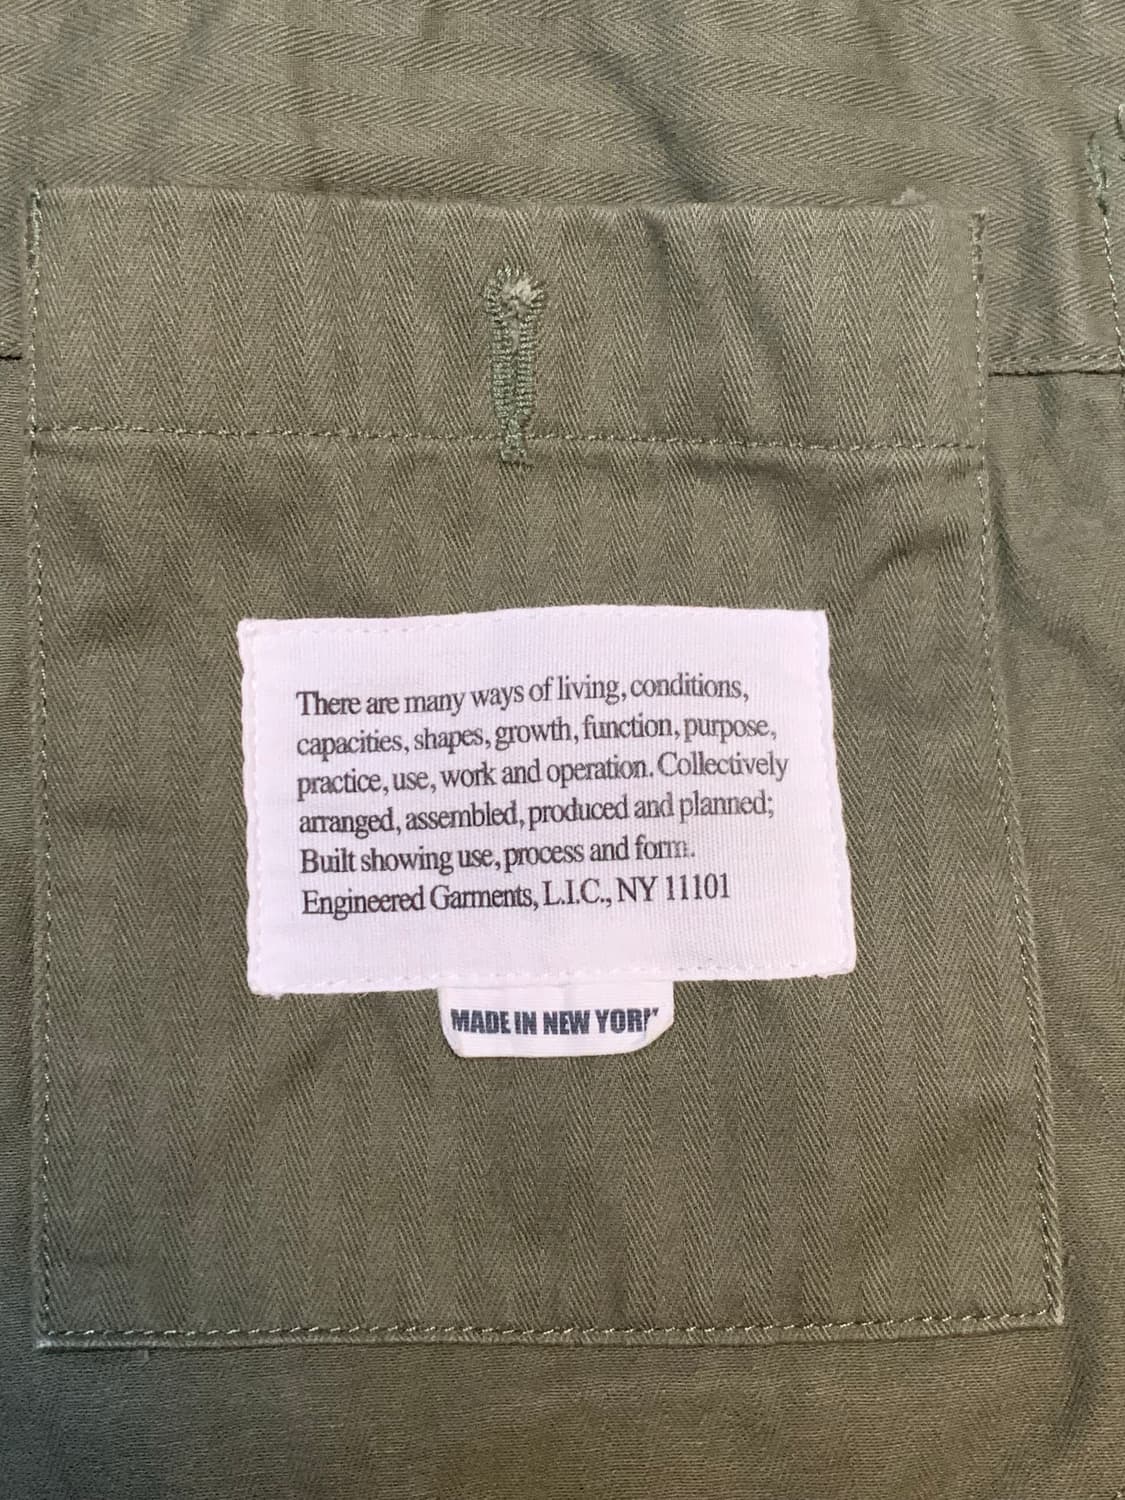 There are many ways of living, conditions,
capacities, shapes, growth, function, purpose,
practice, use, work and operation. Collectively
arranged, assembled, produced and planned;
Built showing use, process and form.
Engineered Garments, L.I.C., NY 11101
MADE IN NEW YORK